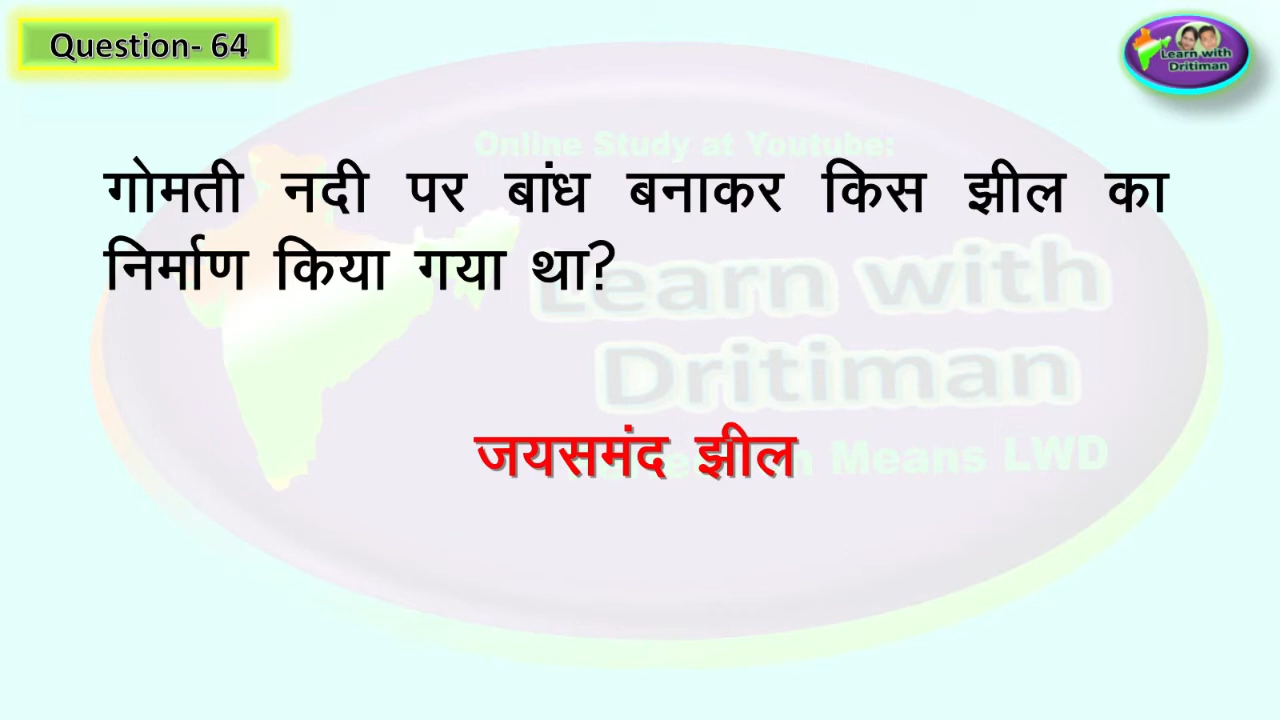 Question- 64
Learn with
Dritiman
Online Study at Youtube:
गोमती नदी पर बांध बनाकर किस झील का
निर्माण किया गया था?
Learn with
Dritiman
जयसमंद झील
Means LWD